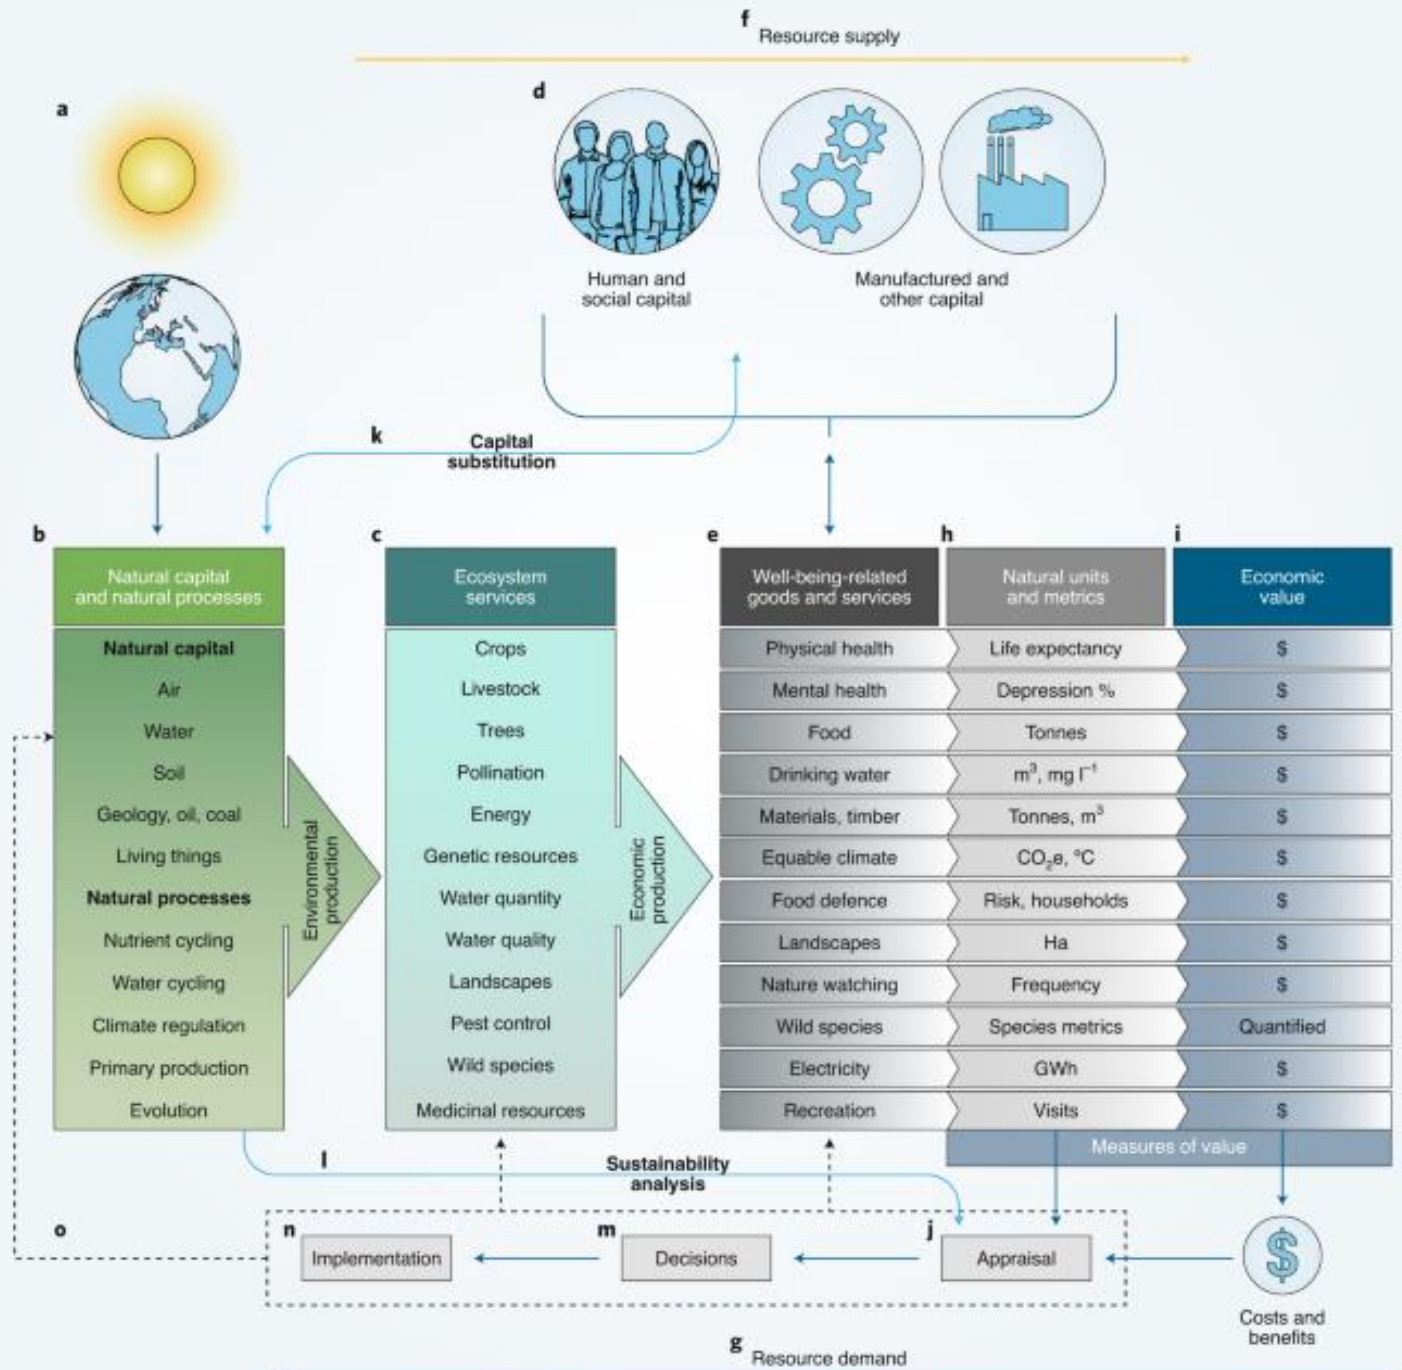 f
Resource supply
a
d
Human and
social capital
Manufactured and
other capital
k
Capital
substitution
b
Natural capital
and natural processes
Natural capital
Air
Water
Soil
Geology, oil, coal
Living things
Natural processes
Nutrient cycling
Water cycling
Climate regulation
Primary production
Evolution
Environmental
production
c
Ecosystem
services
Crops
Livestock
Trees
Pollination
Energy
Genetic resources
Water quantity
Water quality
Landscapes
Pest control
Wild species
Medicinal resources
Economic
production
e
Well-being-related
goods and services
h
Natural units
and metrics
i
Economic
value
Physical health
Life expectancy
$
Mental health
Depression %
$
Food
Tonnes
$
Drinking water
m³, mg l⁻¹
$
Materials, timber
Tonnes, m³
$
Equable climate
CO₂e, ºC
$
Food defence
Risk, households
$
Landscapes
Ha
$
Nature watching
Frequency
$
Wild species
Species metrics
Quantified
Electricity
GWh
$
Recreation
Visits
$
Measures of value
l
Sustainability
analysis
o
n
Implementation
m
Decisions
j
Appraisal
$
Costs and
benefits
g
Resource demand